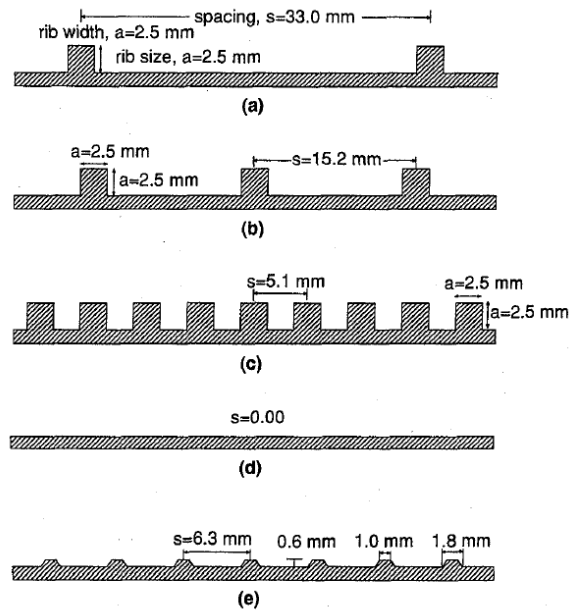 spacing, s=33.0 mm
rib width, a=2.5 mm
rib size, a=2.5 mm
(a)
a=2.5 mm
s=15.2 mm
a=2.5 mm
(b)
s=5.1 mm
a=2.5 mm
a=2.5 mm
(c)
s=0.00
(d)
s=6.3 mm
0.6 mm
1.0 mm
1.8 mm
(e)